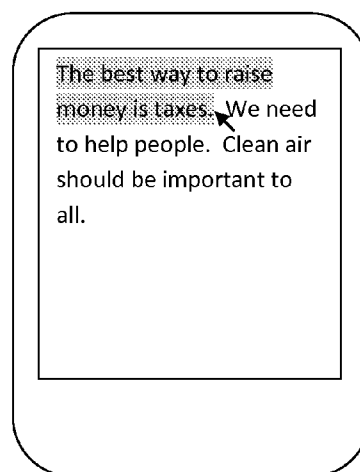 The best way to raise
money is taxes.  We need
to help people.  Clean air
should be important to
all.